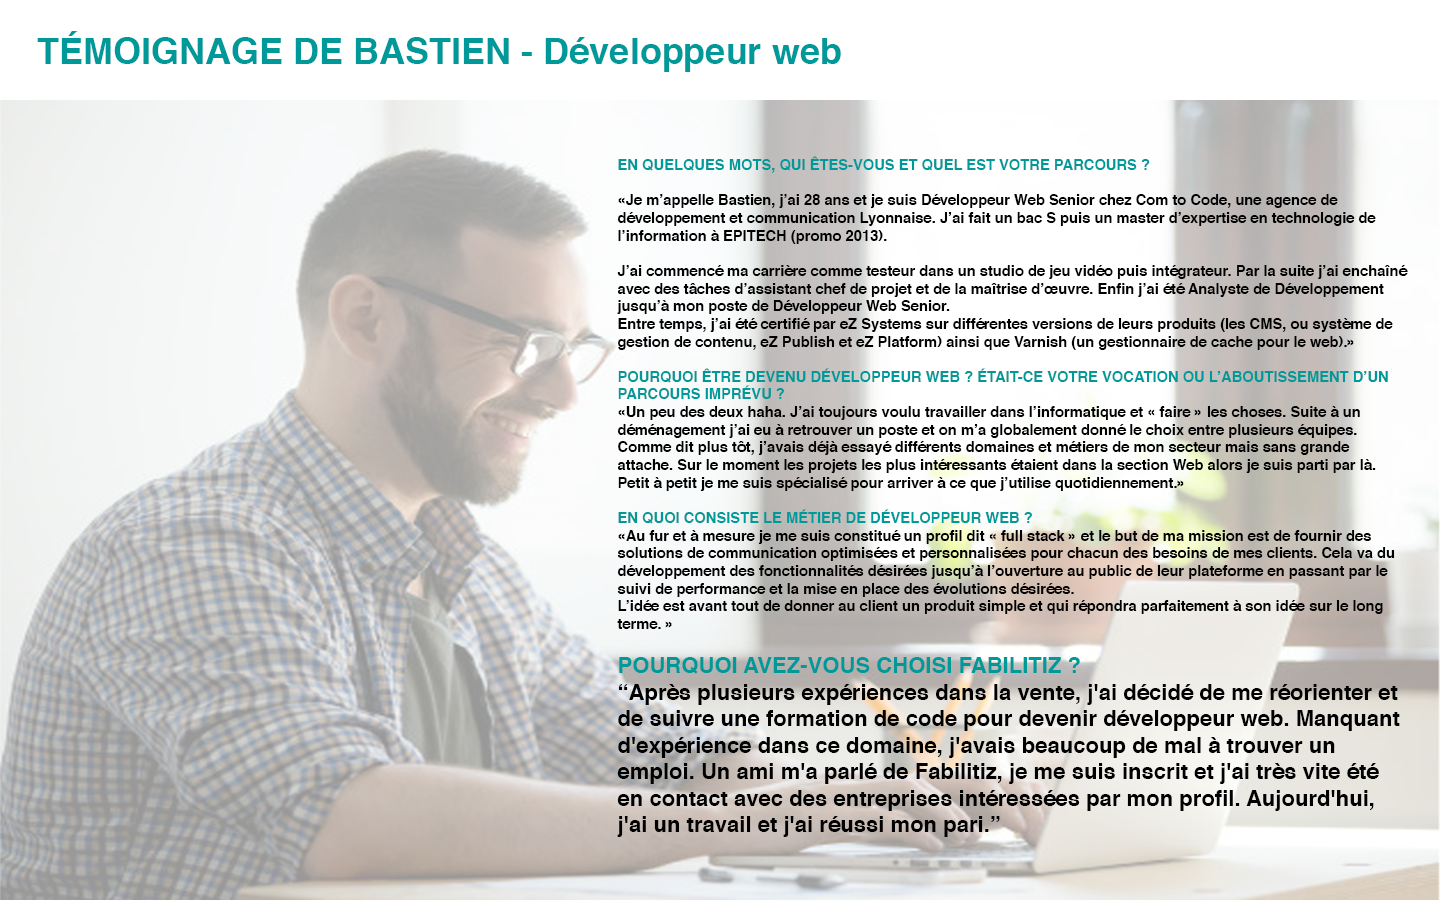 TÉMOIGNAGE DE BASTIEN - Développeur web
EN QUELQUES MOTS, QUI ÊTES-VOUS ET QUEL EST VOTRE PARCOURS ?
«Je m’appelle Bastien, j’ai 28 ans et je suis Développeur Web Senior chez Com to Code, une agence de
développement et communication Lyonnaise. J’ai fait un bac S puis un master d’expertise en technologie de
l’information à EPITECH (promo 2013).
J’ai commencé ma carrière comme testeur dans un studio de jeu vidéo puis intégrateur. Par la suite j’ai enchaîné
avec des tâches d’assistant chef de projet et de la maîtrise d’œuvre. Enfin j’ai été Analyste de Développement
jusqu’à mon poste de Développeur Web Senior.
Entre temps, j’ai été certifié par eZ Systems sur différentes versions de leurs produits (les CMS, ou système de
gestion de contenu, eZ Publish et eZ Platform) ainsi que Varnish (un gestionnaire de cache pour le web).»
POURQUOI ÊTRE DEVENU DÉVELOPPEUR WEB ? ÉTAIT-CE VOTRE VOCATION OU L’ABOUTISSEMENT D’UN
PARCOURS IMPRÉVU ?
«Un peu des deux haha. J’ai toujours voulu travailler dans l’informatique et « faire » les choses. Suite à un
déménagement j’ai eu à retrouver un poste et on m’a globalement donné le choix entre plusieurs équipes.
Comme dit plus tôt, j’avais déjà essayé différents domaines et métiers de mon secteur mais sans grande
attache. Sur le moment les projets les plus intéressants étaient dans la section Web alors je suis parti par là.
Petit à petit je me suis spécialisé pour arriver à ce que j’utilise quotidiennement.»
EN QUOI CONSISTE LE MÉTIER DE DÉVELOPPEUR WEB ?
«Au fur et à mesure je me suis constitué un profil dit « full stack » et le but de ma mission est de fournir des
solutions de communication optimisées et personnalisées pour chacun des besoins de mes clients. Cela va du
développement des fonctionnalités désirées jusqu’à l’ouverture au public de leur plateforme en passant par le
suivi de performance et la mise en place des évolutions désirées.
L’idée est avant tout de donner au client un produit simple et qui répondra parfaitement à son idée sur le long
terme. »
POURQUOI AVEZ-VOUS CHOISI FABILITIZ ?
“Après plusieurs expériences dans la vente, j'ai décidé de me réorienter et
de suivre une formation de code pour devenir développeur web. Manquant
d'expérience dans ce domaine, j'avais beaucoup de mal à trouver un
emploi. Un ami m'a parlé de Fabilitiz, je me suis inscrit et j'ai très vite été
en contact avec des entreprises intéressées par mon profil. Aujourd'hui,
j'ai un travail et j'ai réussi mon pari.”